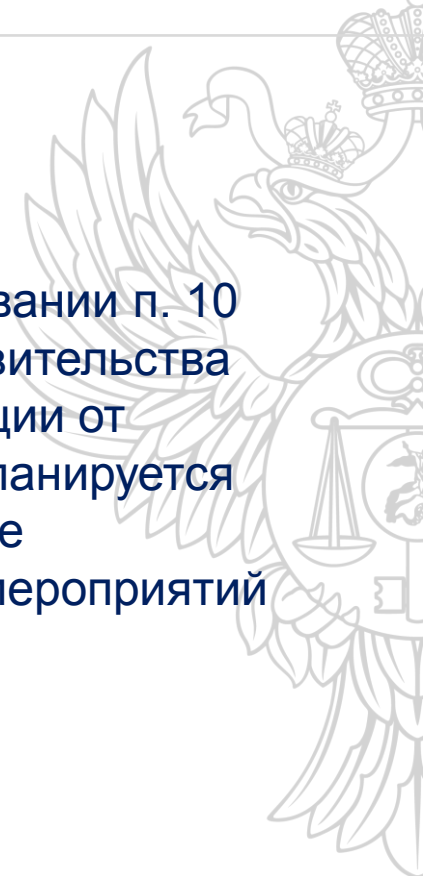 вании п. 10
вительства
ции от
ланируется
е
мероприятий